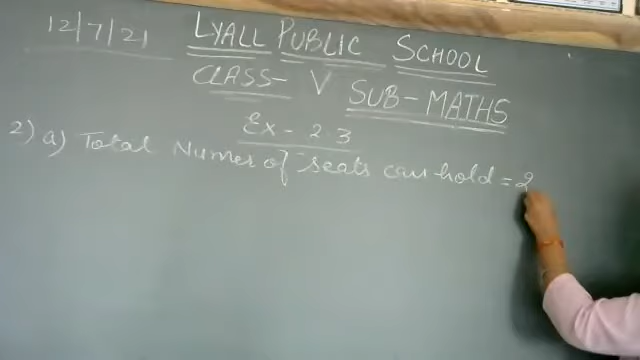 12/7/21 LYALL PUBLIC SCHOOL
CLASS- V SUB- MATHS
Ex - 2.3
2) a) Total Numer of seats can hold = 2